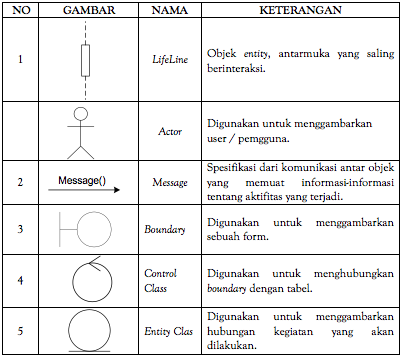 NO GAMBAR NAMA KETERANGAN
1 LifeLine Objek entity, antarmuka yang saling
berinteraksi.
Actor Digunakan untuk menggambarkan
user / pemgguna.
2 Message() Message Spesifikasi dari komunikasi antar objek
yang memuat informasi-informasi
tentang aktifitas yang terjadi.
3 Boundary Digunakan untuk menggambarkan
sebuah form.
4 Control
Class Digunakan untuk menghubungkan
boundary dengan tabel.
5 Entity Clas Digunakan untuk menggambarkan
hubungan kegiatan yang akan
dilakukan.